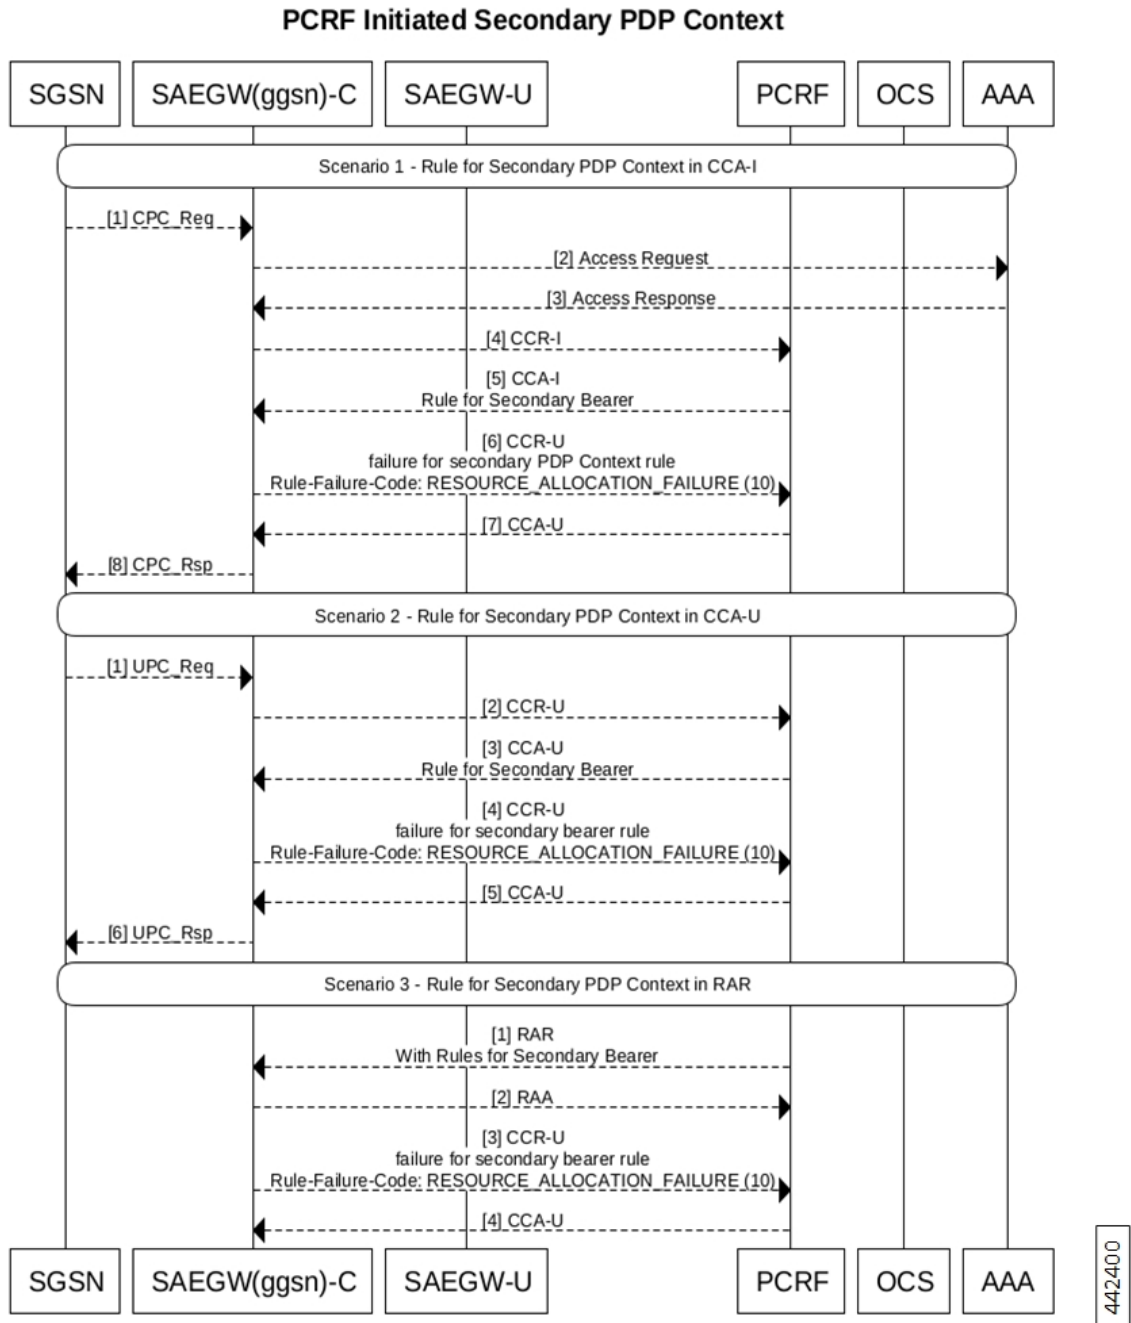 PCRF Initiated Secondary PDP Context
SGSN
SAEGW(ggsn)-C
SAEGW-U
PCRF
OCS
AAA
Scenario 1 - Rule for Secondary PDP Context in CCA-I
[1] CPC_Req
[2] Access Request
[3] Access Response
[4] CCR-I
[5] CCA-I
Rule for Secondary Bearer
[6] CCR-U
failure for secondary PDP Context rule
Rule-Failure-Code: RESOURCE_ALLOCATION_FAILURE (10)
[7] CCA-U
[8] CPC_Rsp
Scenario 2 - Rule for Secondary PDP Context in CCA-U
[1] UPC_Req
[2] CCR-U
[3] CCA-U
Rule for Secondary Bearer
[4] CCR-U
failure for secondary bearer rule
Rule-Failure-Code: RESOURCE_ALLOCATION_FAILURE (10)
[5] CCA-U
[6] UPC_Rsp
Scenario 3 - Rule for Secondary PDP Context in RAR
[1] RAR
With Rules for Secondary Bearer
[2] RAA
[3] CCR-U
failure for secondary bearer rule
Rule-Failure-Code: RESOURCE_ALLOCATION_FAILURE (10)
[4] CCA-U
SGSN
SAEGW(ggsn)-C
SAEGW-U
PCRF
OCS
AAA
442400